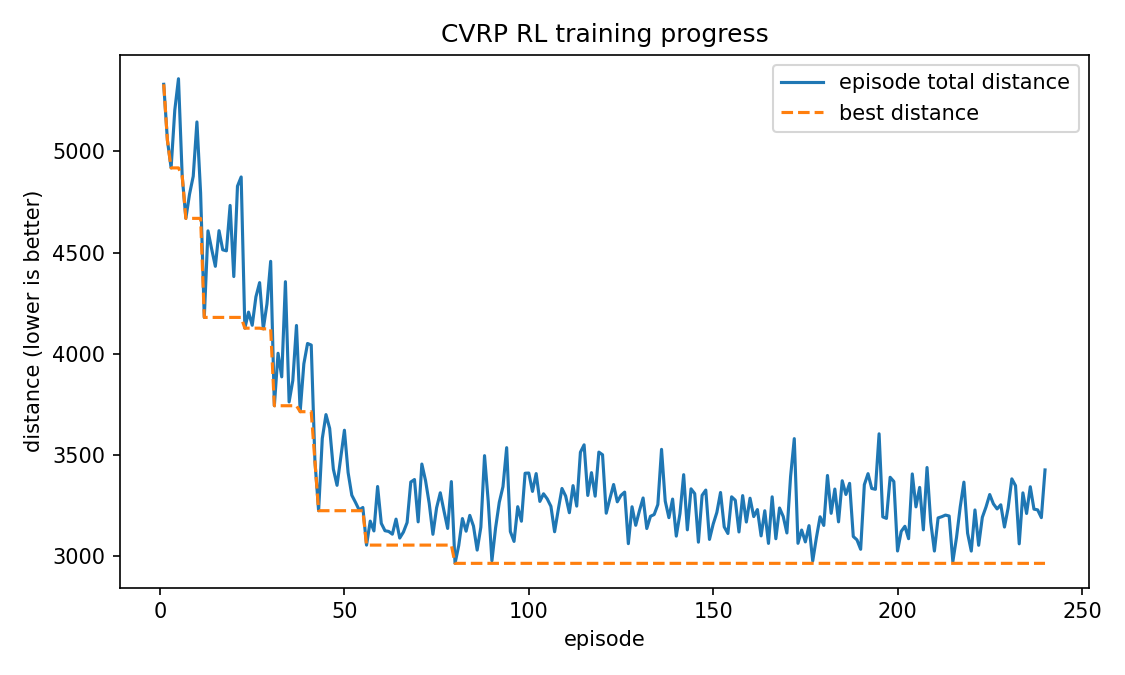 CVRP RL training progress
episode total distance
best distance
distance (lower is better)
5000
4500
4000
3500
3000
0
50
100
150
200
250
episode